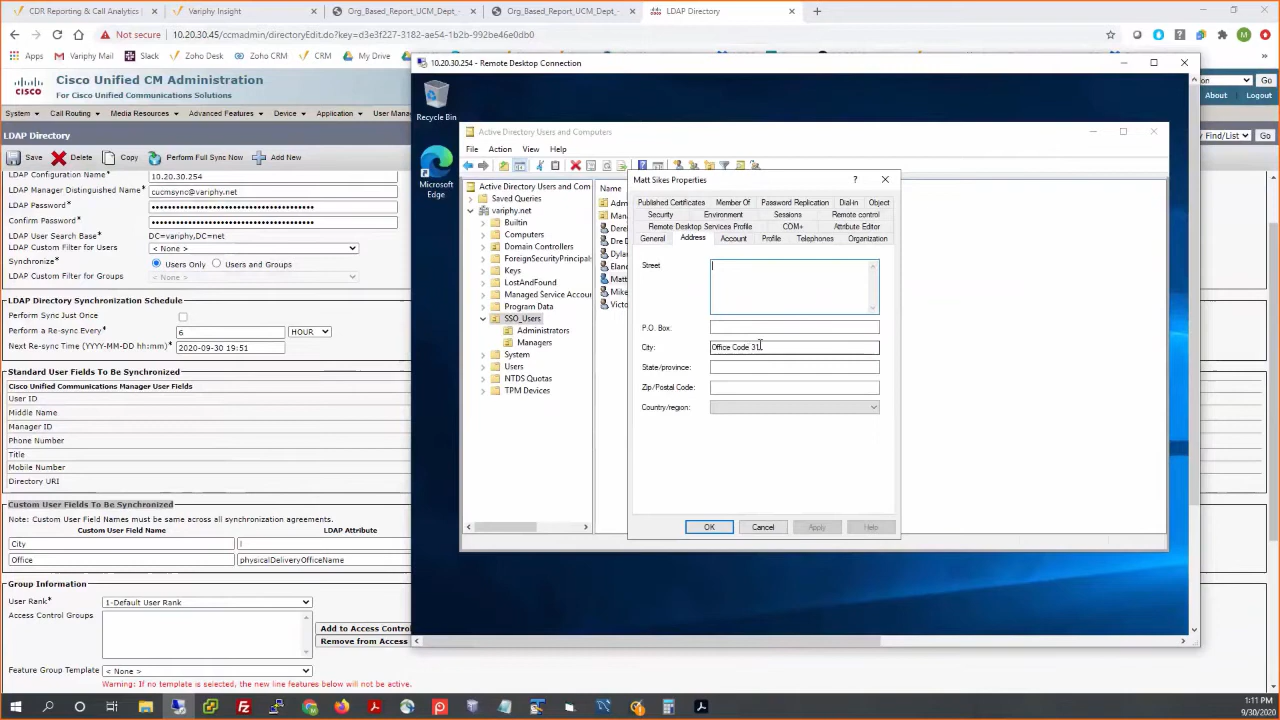 CDR Reporting & Call Analytics
Variphy Insight
Org_Based_Report_UCM_Dept_-
Org_Based_Report_UCM_Dept_-
LDAP Directory
Not secure
10.20.30.45/ccmadmin/directoryEdit.do?key=d3e3f227-3182-ae54-1b2b-992be46e0db0
Apps
Variphy Mail
Slack
Zoho Desk
CRM
My Drive
Cisco Unified CM Administration
For Cisco Unified Communications Solutions
Go
About
Logout
System
Call Routing
Media Resources
Advanced Features
Device
Application
User Mana
LDAP Directory
y Find/List
Go
Save
Delete
Copy
Perform Full Sync Now
Add New
LDAP Configuration Name*
10.20.30.254
LDAP Manager Distinguished Name*
cucmsync@variphy.net
LDAP Password*
Confirm Password*
LDAP User Search Base*
DC=variphy,DC=net
LDAP Custom Filter for Users
< None >
Synchronize*
Users Only
Users and Groups
LDAP Custom Filter for Groups
< None >
LDAP Directory Synchronization Schedule
Perform Sync Just Once
Perform a Re-sync Every*
6
HOUR
Next Re-sync Time (YYYY-MM-DD hh:mm)*
2020-09-30 19:51
Standard User Fields To Be Synchronized
Cisco Unified Communications Manager User Fields
User ID
Middle Name
Manager ID
Phone Number
Title
Mobile Number
Directory URI
Custom User Fields To Be Synchronized
Note: Custom User Field Names must be same across all synchronization agreements.
Custom User Field Name
LDAP Attribute
City
l
Office
physicalDeliveryOfficeName
Group Information
User Rank*
1-Default User Rank
Access Control Groups
Add to Access Contro
Remove from Access
Feature Group Template
< None >
Warning: If no template is selected, the new line features below will not be active.
10.20.30.254 - Remote Desktop Connection
Recycle Bin
Microsoft
Edge
Active Directory Users and Computers
File
Action
View
Help
Active Directory Users and Com
Saved Queries
variphy.net
Builtin
Computers
Domain Controllers
ForeignSecurityPrincipals
Keys
LostAndFound
Managed Service Accou
Program Data
SSO_Users
Administrators
Managers
System
Users
NTDS Quotas
TPM Devices
Name
Adm
Mana
Dere
Dre D
Dylan
Eland
Matt
Mike
Victo
Matt Sikes Properties
?
Published Certificates
Member Of
Password Replication
Dial-in
Object
Security
Environment
Sessions
Remote control
Remote Desktop Services Profile
COM+
Attribute Editor
General
Address
Account
Profile
Telephones
Organization
Street
P.O. Box:
City:
Office Code 31
State/province:
Zip/Postal Code:
Country/region:
OK
Cancel
Apply
Help
1:11 PM
9/30/2020